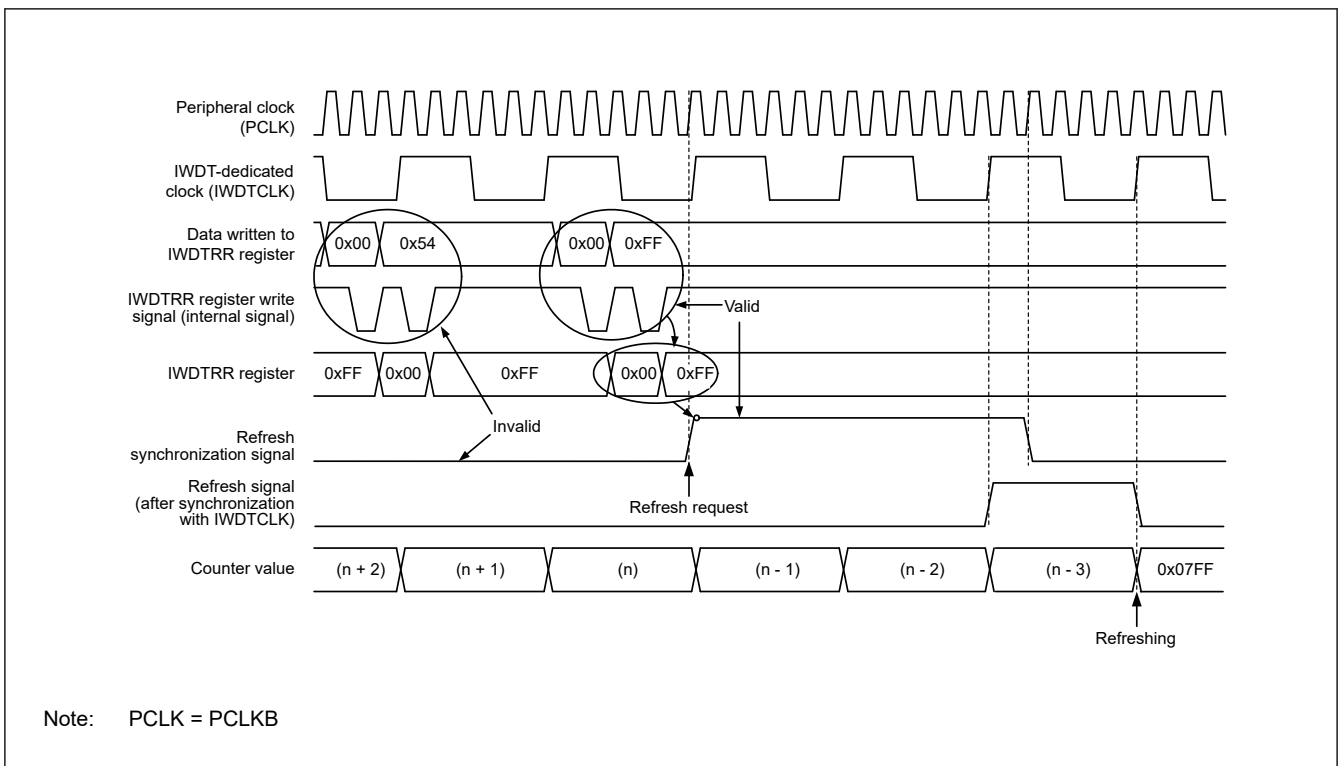 Peripheral clock
(PCLK)
IWDT-dedicated
clock (IWDTCLK)
Data written to
IWDTRR register
0x00 0x54 0x00 0xFF
IWDTRR register write
signal (internal signal)
Valid
IWDTRR register
0xFF 0x00 0xFF 0x00 0xFF
Invalid
Refresh
synchronization signal
Refresh signal
(after synchronization
with IWDTCLK)
Refresh request
Counter value
(n + 2) (n + 1) (n) (n - 1) (n - 2) (n - 3) 0x07FF
Refreshing
Note: PCLK = PCLKB